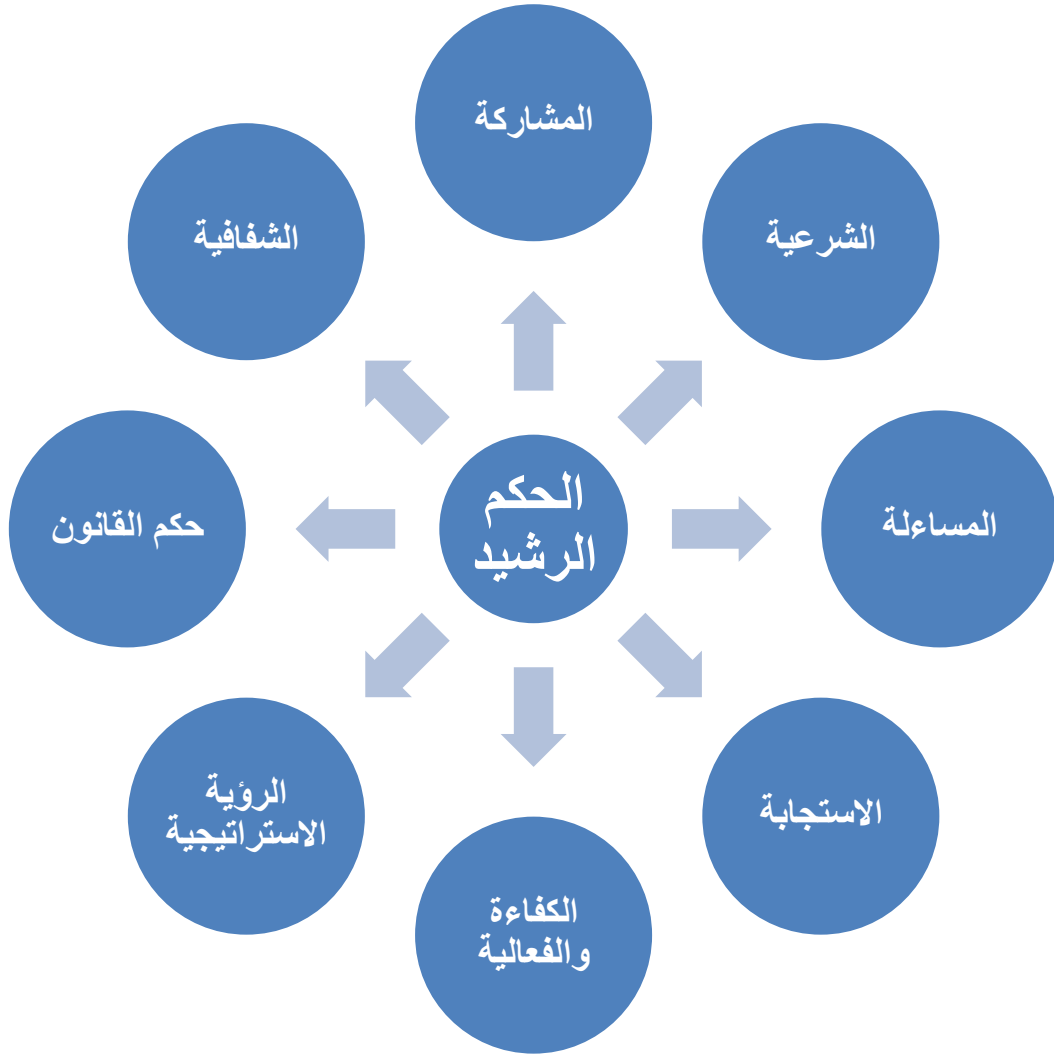 المشاركة
الشرعية
الشفافية
الحكم
الرشيد
المساءلة
حكم القانون
الاستجابة
الرؤية
الاستراتيجية
الكفاءة
والفعالية